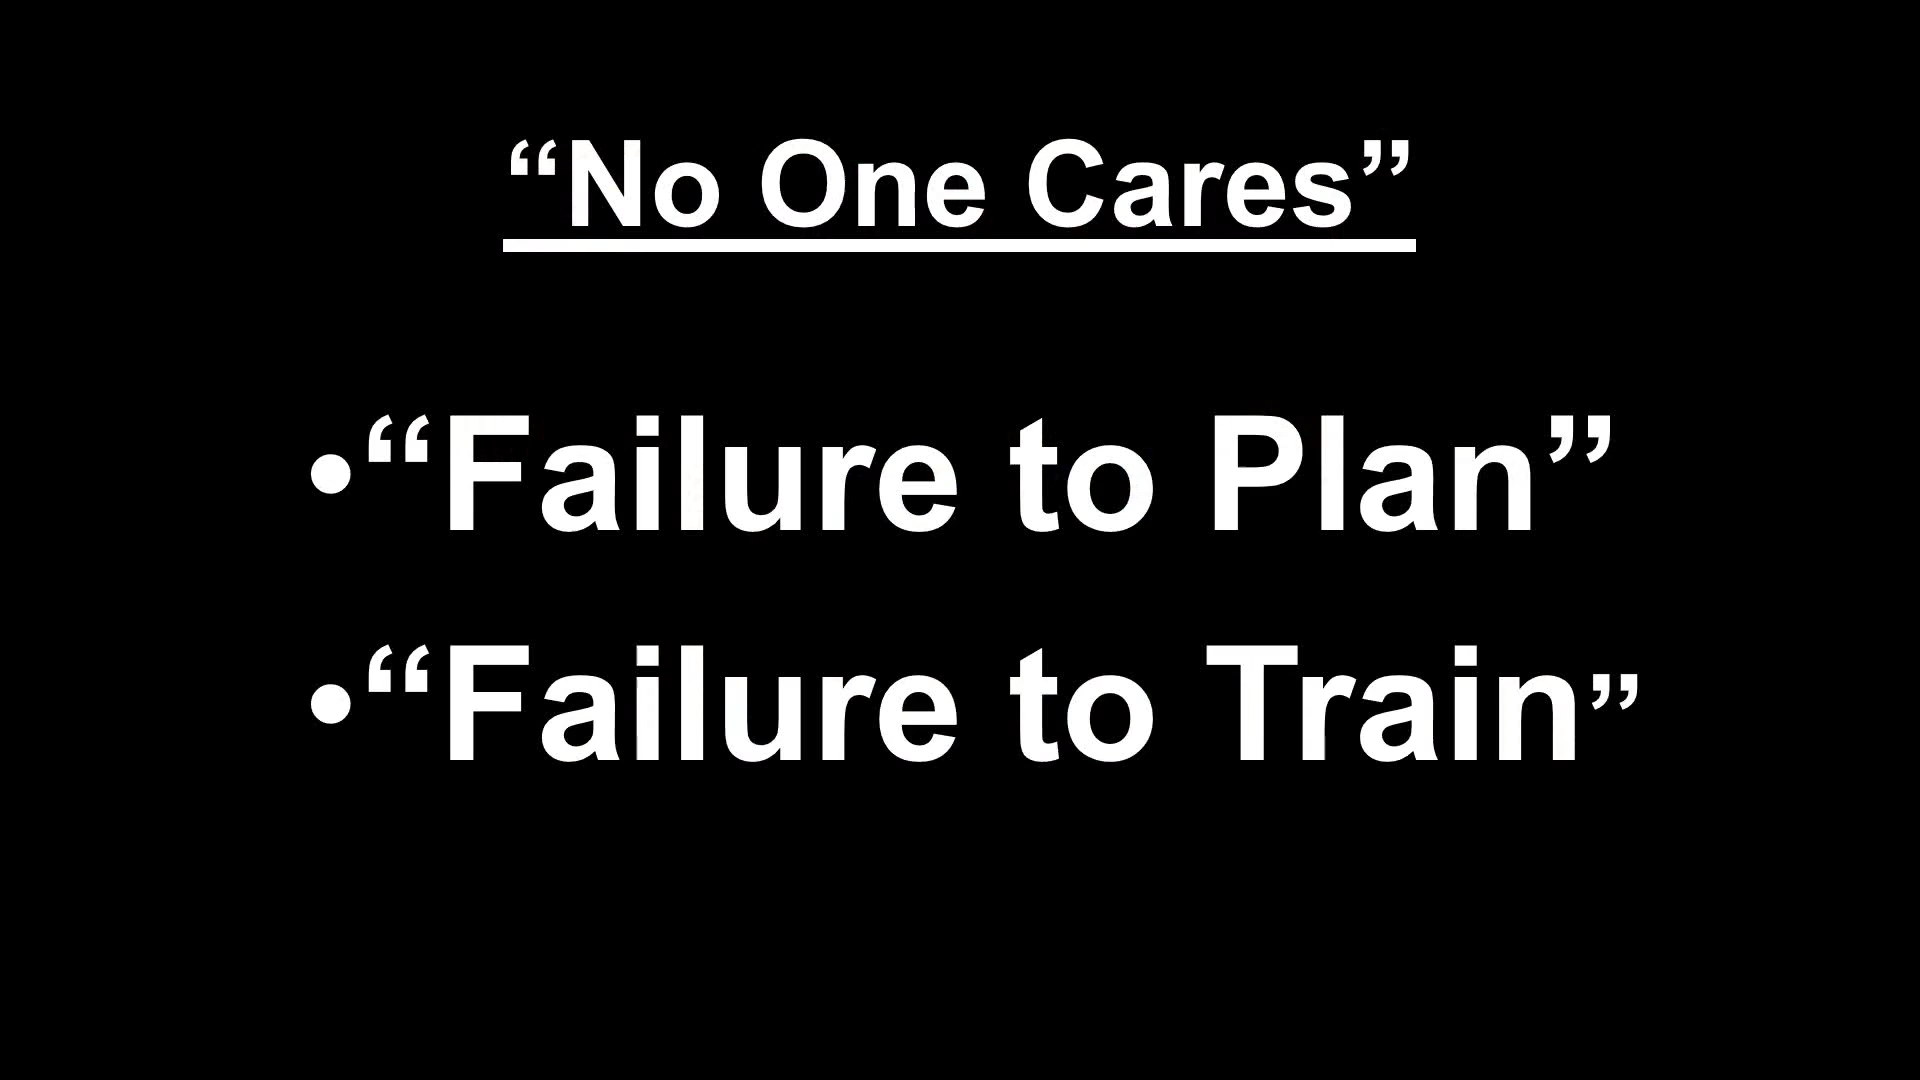 “No One Cares”
•“Failure to Plan”
•“Failure to Train”